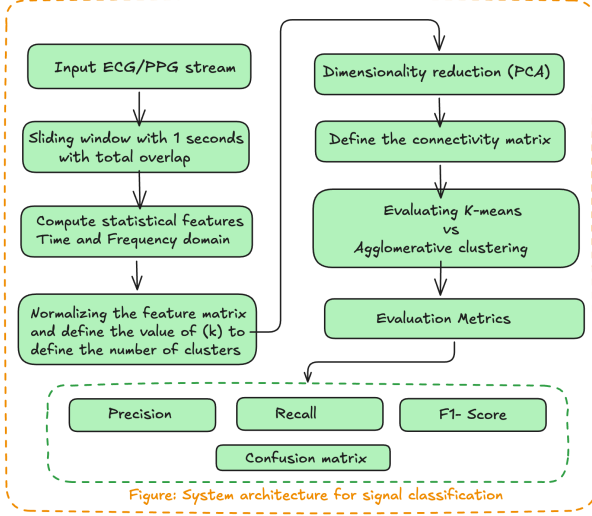 Input ECG/PPG stream
Sliding window with 1 seconds
with total overlap
Compute statistical features
Time and Frequency domain
Normalizing the feature matrix
and define the value of (k) to
define the number of clusters
Dimensionality reduction (PCA)
Define the connectivity matrix
Evaluating K-means
vs
Agglomerative clustering
Evaluation Metrics
Precision
Recall
F1- Score
Confusion matrix
Figure: System architecture for signal classification